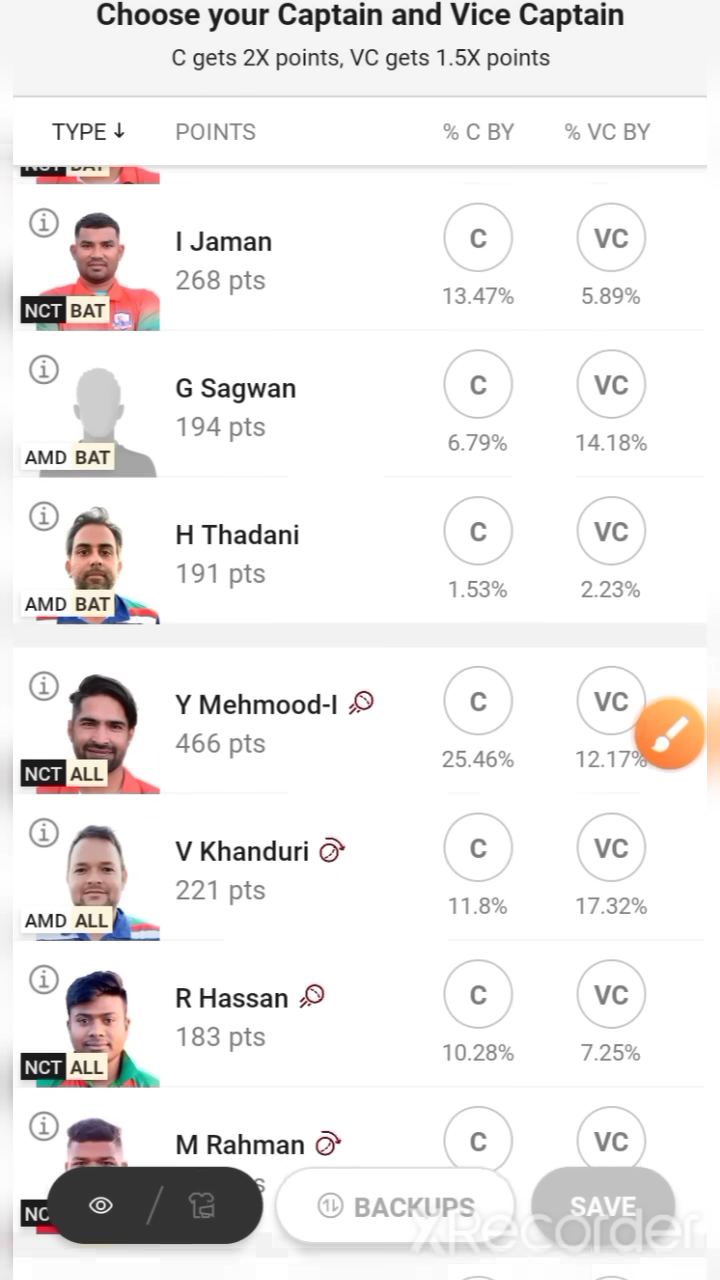 Choose your Captain and Vice Captain
C gets 2X points, VC gets 1.5X points
TYPE ↓ POINTS % C BY % VC BY
NCT BAT
I Jaman C VC
268 pts 13.47% 5.89%
NCT BAT
G Sagwan C VC
194 pts 6.79% 14.18%
AMD BAT
H Thadani C VC
191 pts 1.53% 2.23%
AMD BAT
Y Mehmood-I C VC
466 pts 25.46% 12.17%
NCT ALL
V Khanduri C VC
221 pts 11.8% 17.32%
AMD ALL
R Hassan C VC
183 pts 10.28% 7.25%
NCT ALL
M Rahman C VC
BACKUPS SAVE
XRecorder